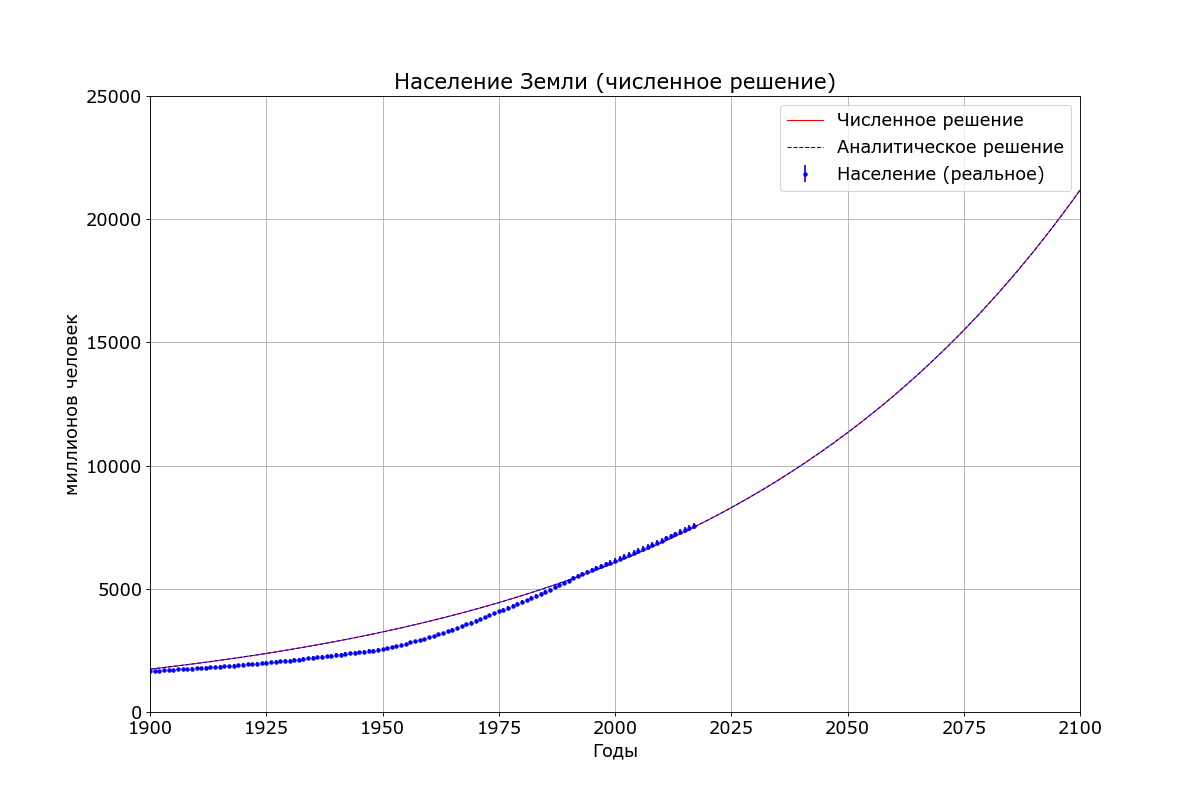 Население Земли (численное решение)
25000
20000
15000
10000
5000
0
миллионов человек
Численное решение
Аналитическое решение
Население (реальное)
1900 1925 1950 1975 2000 2025 2050 2075 2100
Годы